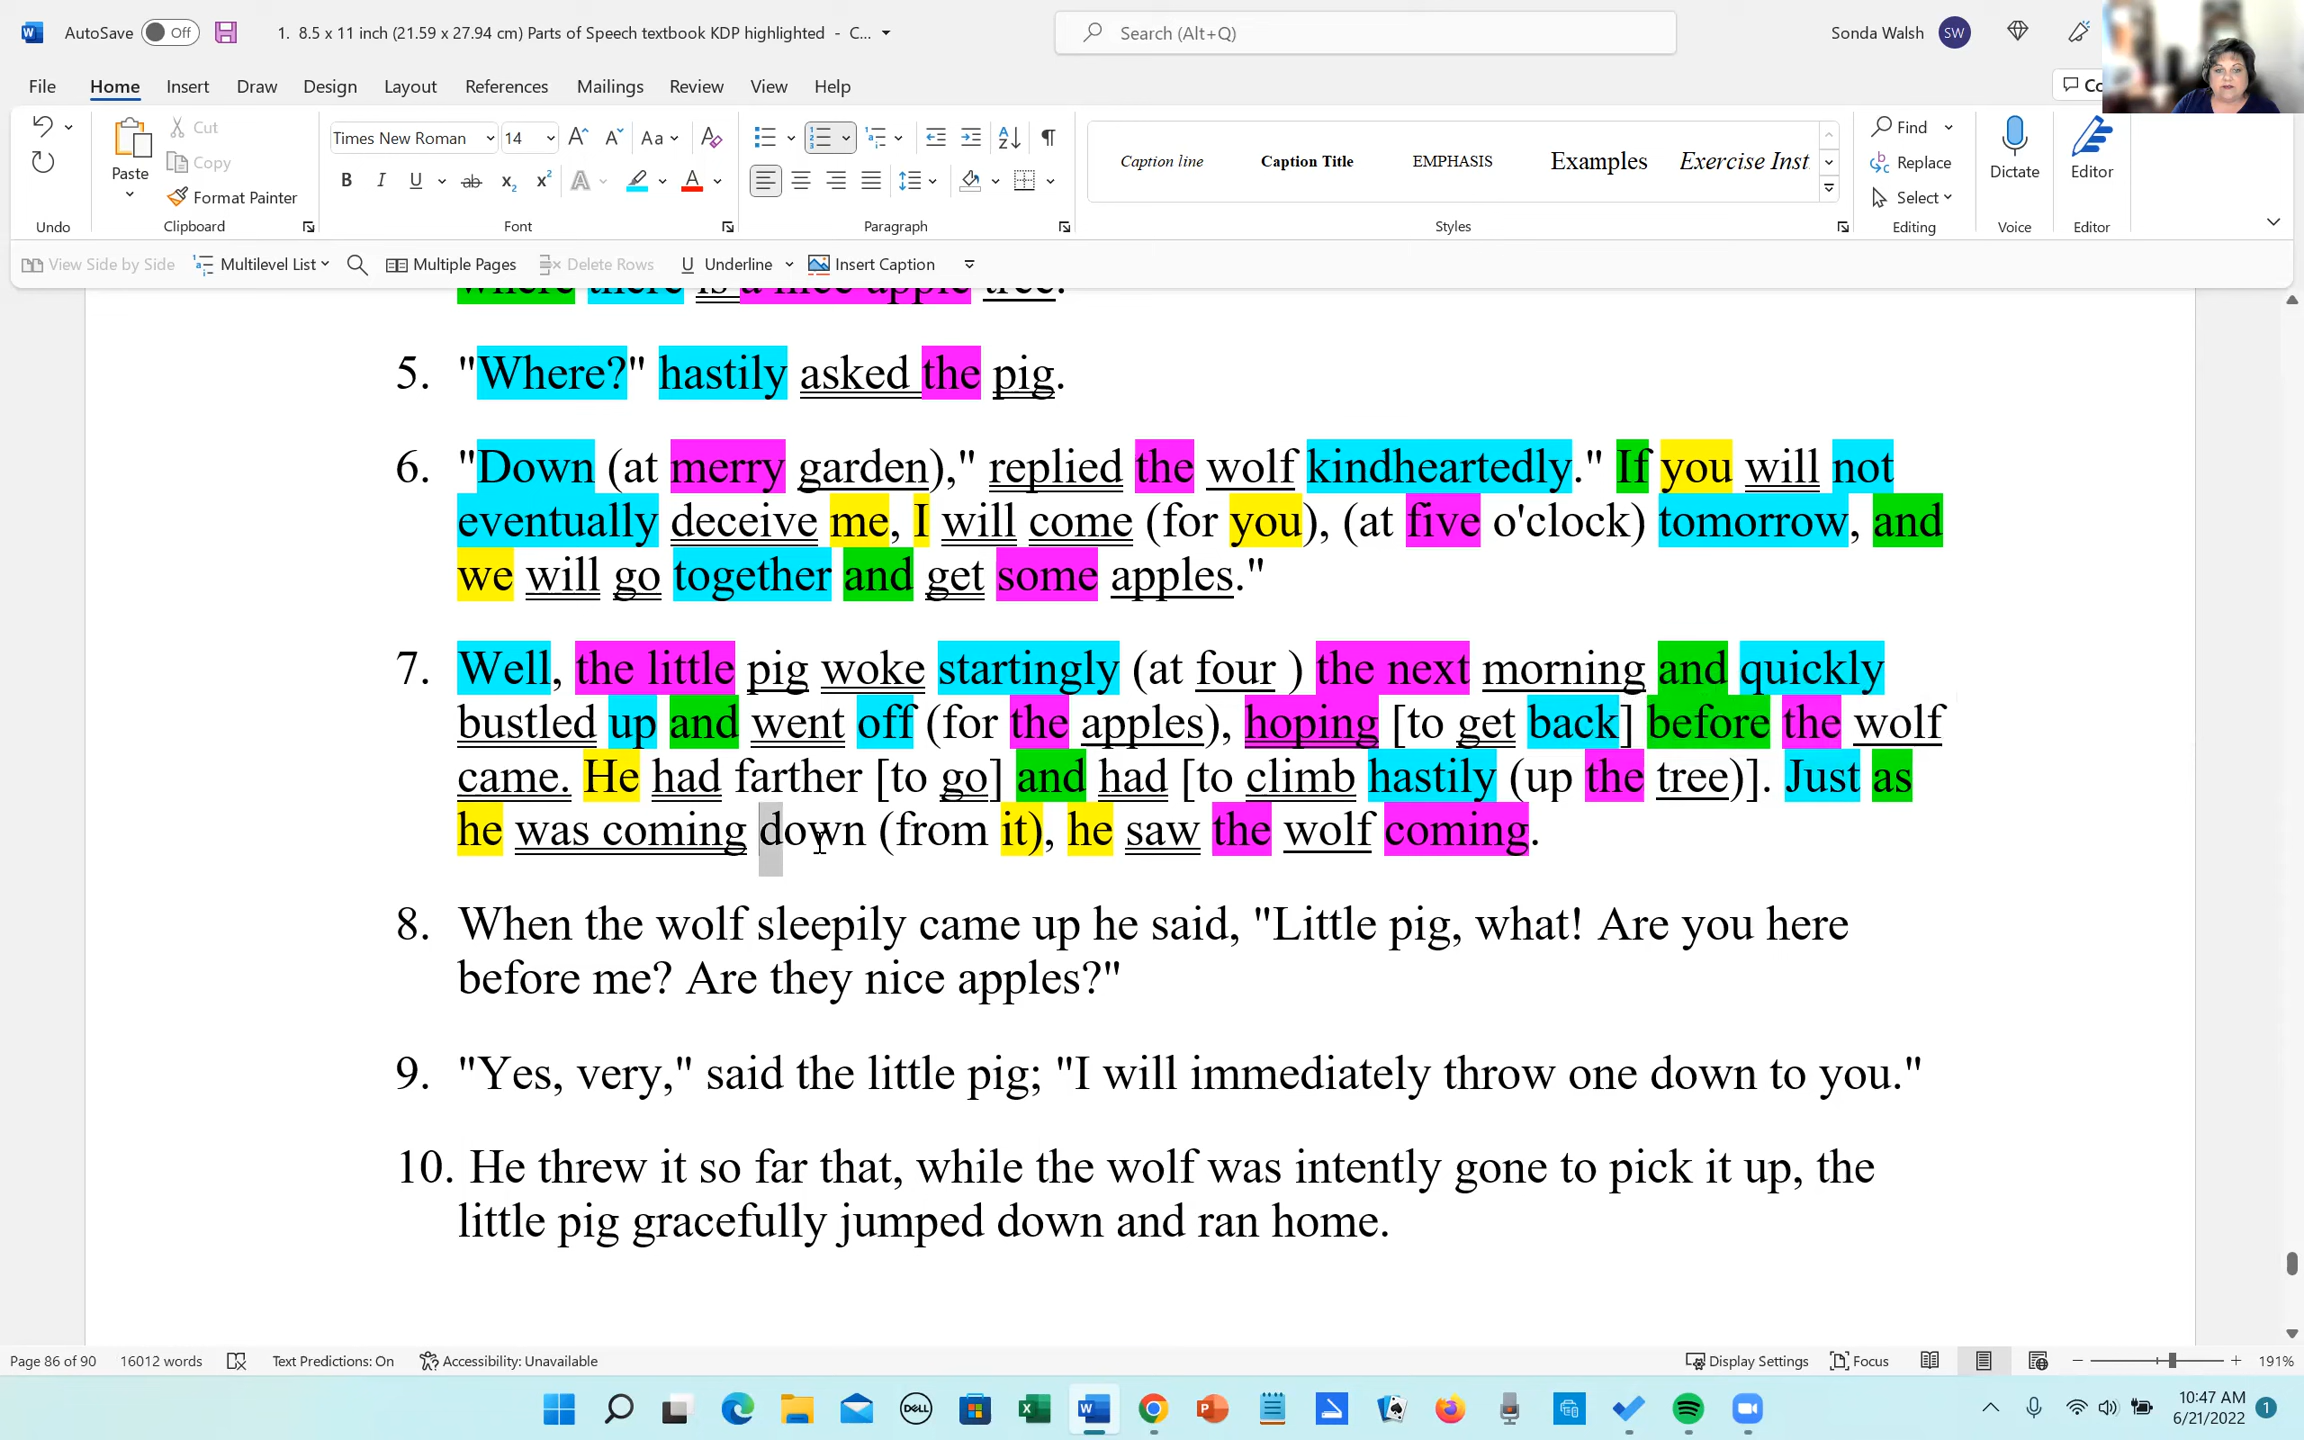 AutoSave Off 1. 8.5 x 11 inch (21.59 x 27.94 cm) Parts of Speech textbook KDP highlighted - C... Search (Alt+Q) Sonda Walsh SW
File Home Insert Draw Design Layout References Mailings Review View Help Co
Paste Cut Copy Format Painter
Times New Roman 14 Aa
Caption line Caption Title EMPHASIS Examples Exercise Inst
Find Replace Select Dictate Editor
Undo Clipboard Font Paragraph Styles Editing Voice Editor
View Side by Side Multilevel List Multiple Pages Delete Rows U Underline Insert Caption
where there is a nice apple tree.
5. "Where?" hastily asked the pig.
6. "Down (at merry garden)," replied the wolf kindheartedly." If you will not
eventually deceive me, I will come (for you), (at five o'clock) tomorrow, and
we will go together and get some apples."
7. Well, the little pig woke startingly (at four ) the next morning and quickly
bustled up and went off (for the apples), hoping [to get back] before the wolf
came. He had farther [to go] and had [to climb hastily (up the tree)]. Just as
he was coming down (from it), he saw the wolf coming.
8. When the wolf sleepily came up he said, "Little pig, what! Are you here
before me? Are they nice apples?"
9. "Yes, very," said the little pig; "I will immediately throw one down to you."
10. He threw it so far that, while the wolf was intently gone to pick it up, the
little pig gracefully jumped down and ran home.
Page 86 of 90 16012 words Text Predictions: On Accessibility: Unavailable Display Settings Focus 191%
DELL 10:47 AM
6/21/2022 1